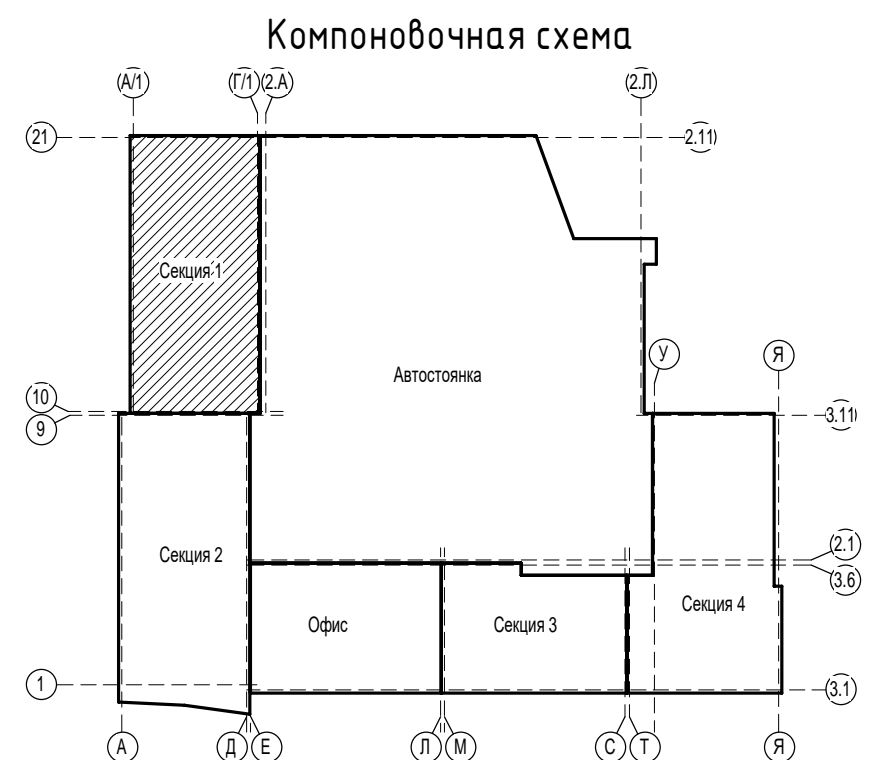 Компоновочная схема
А/1 Г/1 2.А 2.Л
21 2.11
Секция 1
У Я
Автостоянка
10
9 3.11
2.1
Секция 2
3.6
Секция 4
Офис Секция 3
1 3.1
А Д Е Л М С Т Я